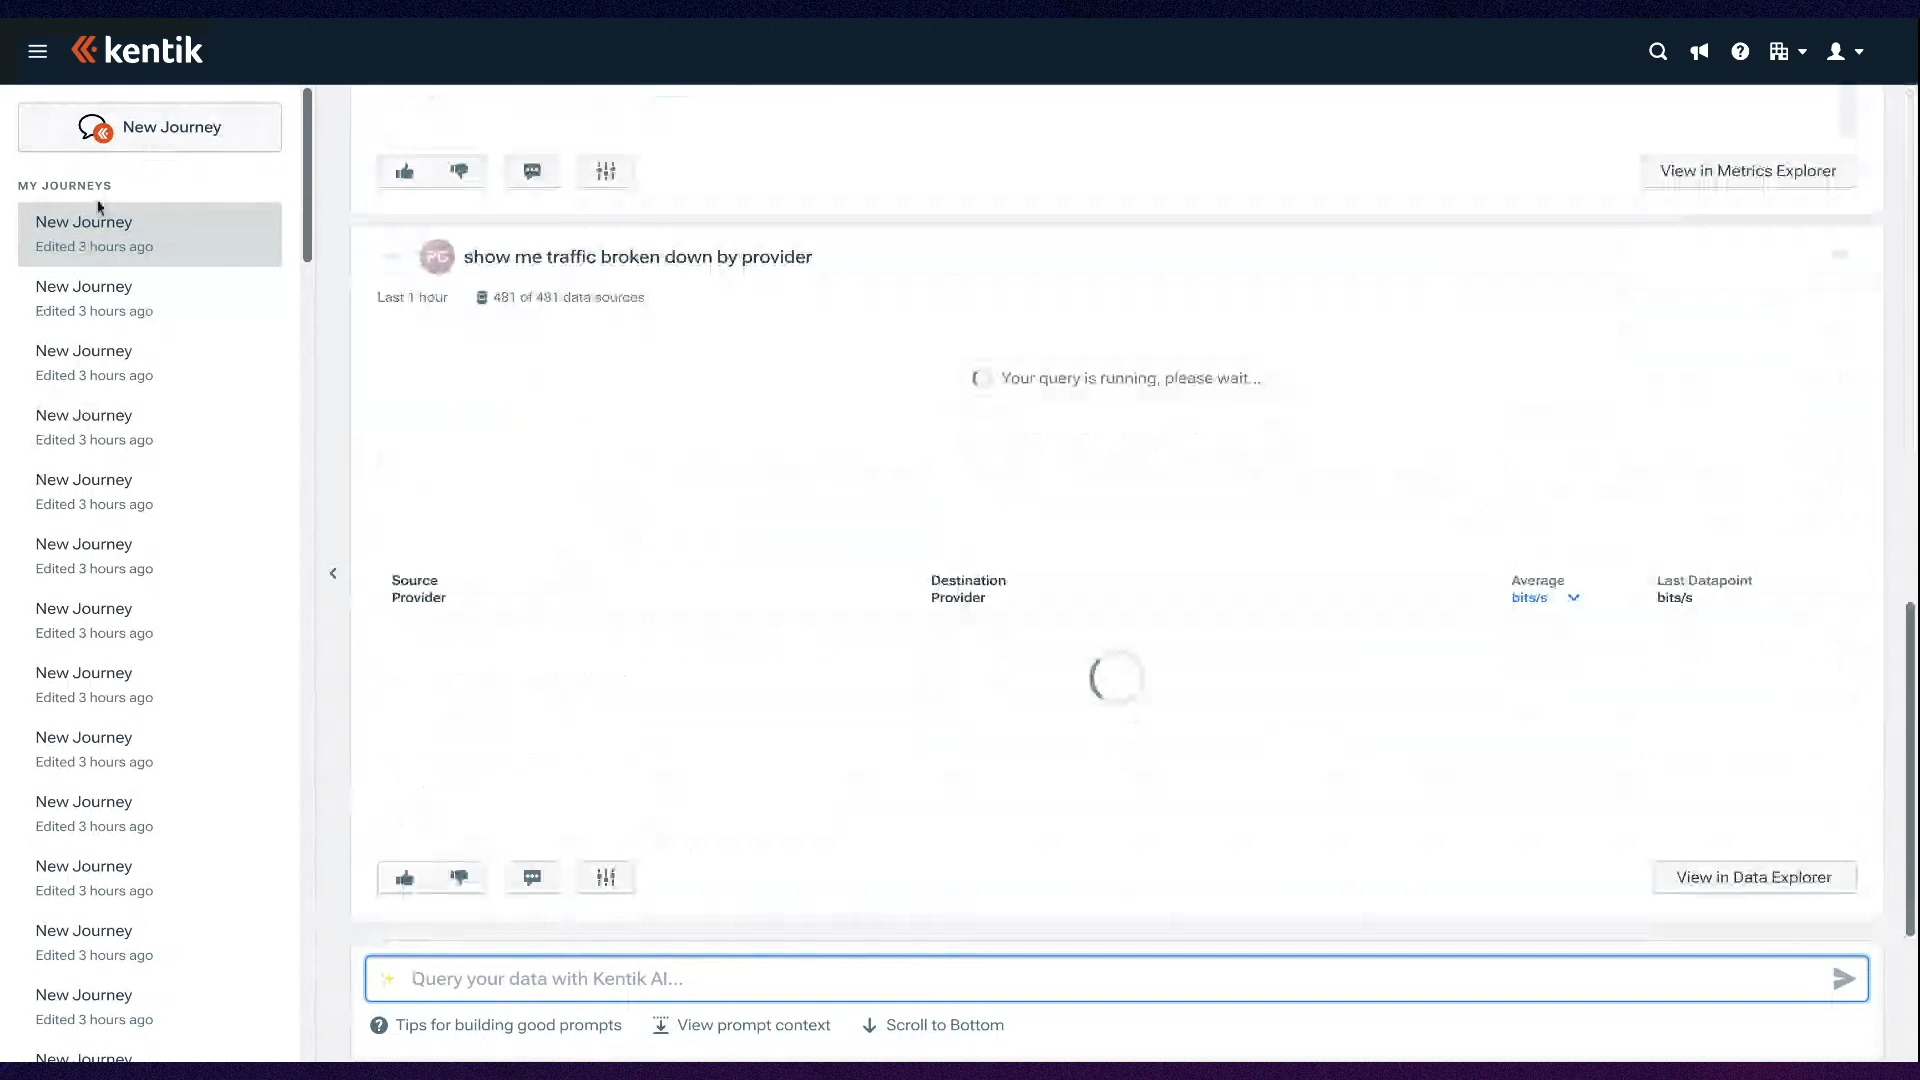 kentik
New Journey
MY JOURNEYS
New Journey
Edited 3 hours ago
New Journey
Edited 3 hours ago
New Journey
Edited 3 hours ago
New Journey
Edited 3 hours ago
New Journey
Edited 3 hours ago
New Journey
Edited 3 hours ago
New Journey
Edited 3 hours ago
New Journey
Edited 3 hours ago
New Journey
Edited 3 hours ago
New Journey
Edited 3 hours ago
New Journey
Edited 3 hours ago
New Journey
Edited 3 hours ago
New Journey
Edited 3 hours ago
New Journey
View in Metrics Explorer
PG show me traffic broken down by provider
Last 1 hour 481 of 481 data sources
Your query is running, please wait...
Source Destination Average Last Datapoint
Provider Provider bits/s bits/s
View in Data Explorer
Query your data with Kentik AI...
Tips for building good prompts View prompt context Scroll to Bottom